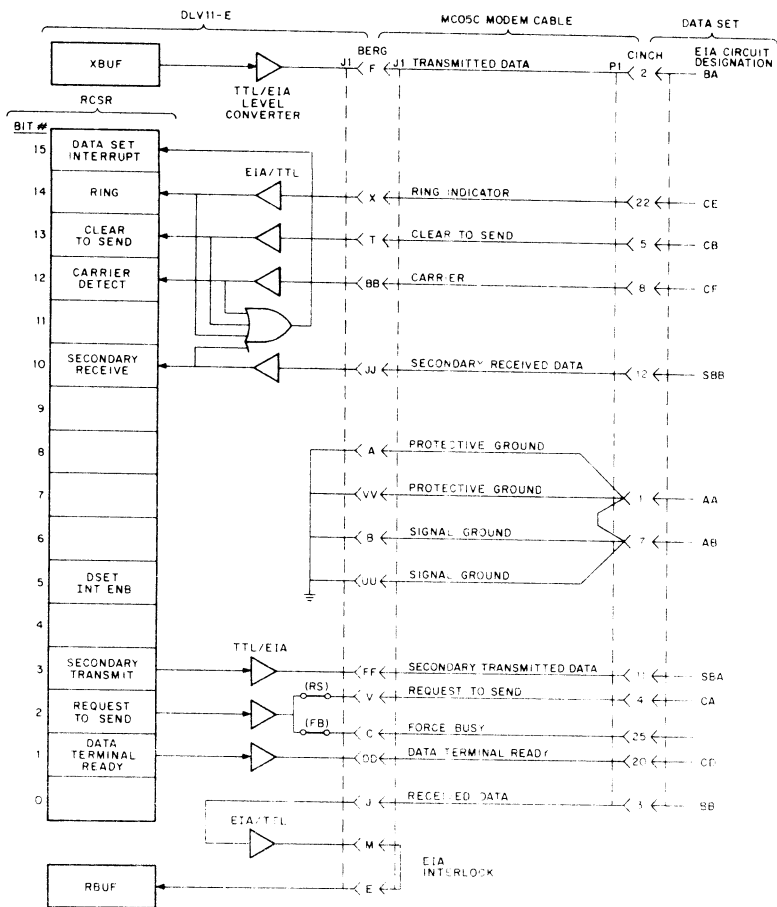 DLV11-E
MC05C MODEM CABLE
DATA SET
XBUF
TTL/EIA
LEVEL
CONVERTER
J1
BERG
F
J1
TRANSMITTED DATA
P1
CINCH
2
EIA CIRCUIT
DESIGNATION
BA
RCSR
BIT #
15
DATA SET
INTERRUPT
EIA/TTL
14
RING
X
RING INDICATOR
22
CE
13
CLEAR
TO SEND
T
CLEAR TO SEND
5
CB
12
CARRIER
DETECT
BB
CARRIER
8
CF
11
10
SECONDARY
RECEIVE
JJ
SECONDARY RECEIVED DATA
12
SBB
9
8
A
PROTECTIVE GROUND
7
VV
PROTECTIVE GROUND
1
AA
6
B
SIGNAL GROUND
7
AB
5
DSET
INT ENB
UU
SIGNAL GROUND
4
TTL/EIA
3
SECONDARY
TRANSMIT
FF
SECONDARY TRANSMITTED DATA
11
SBA
2
REQUEST
TO SEND
(RS)
V
REQUEST TO SEND
4
CA
(FB)
C
FORCE BUSY
25
1
DATA
TERMINAL
READY
DD
DATA TERMINAL READY
20
CD
0
J
RECEIVED DATA
3
BB
EIA/TTL
M
EIA
INTERLOCK
RBUF
E